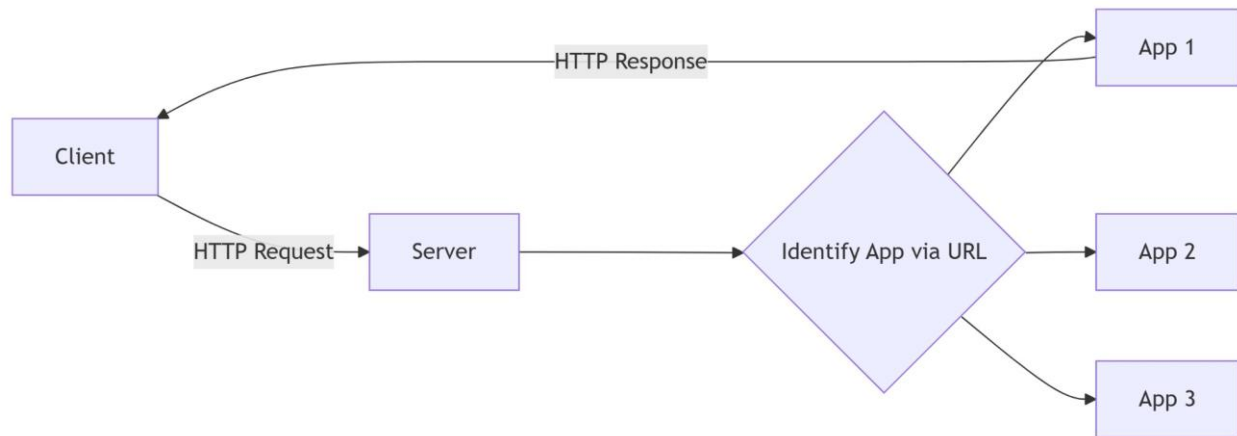 App 1
HTTP Response
Client
HTTP Request
Server
Identify App via URL
App 2
App 3